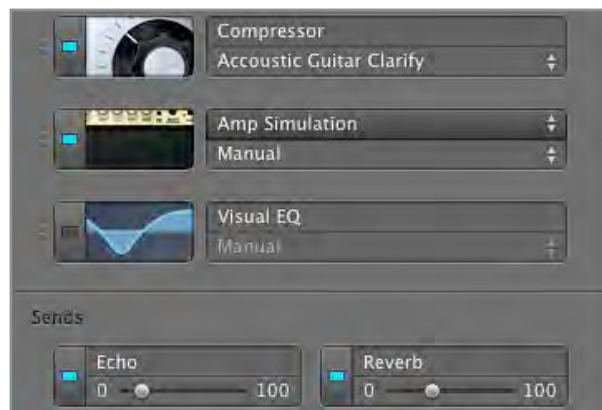 Compressor
Accoustic Guitar Clarify
Amp Simulation
Manual
Visual EQ
Manual
Sends
Echo
0 100
Reverb
0 100